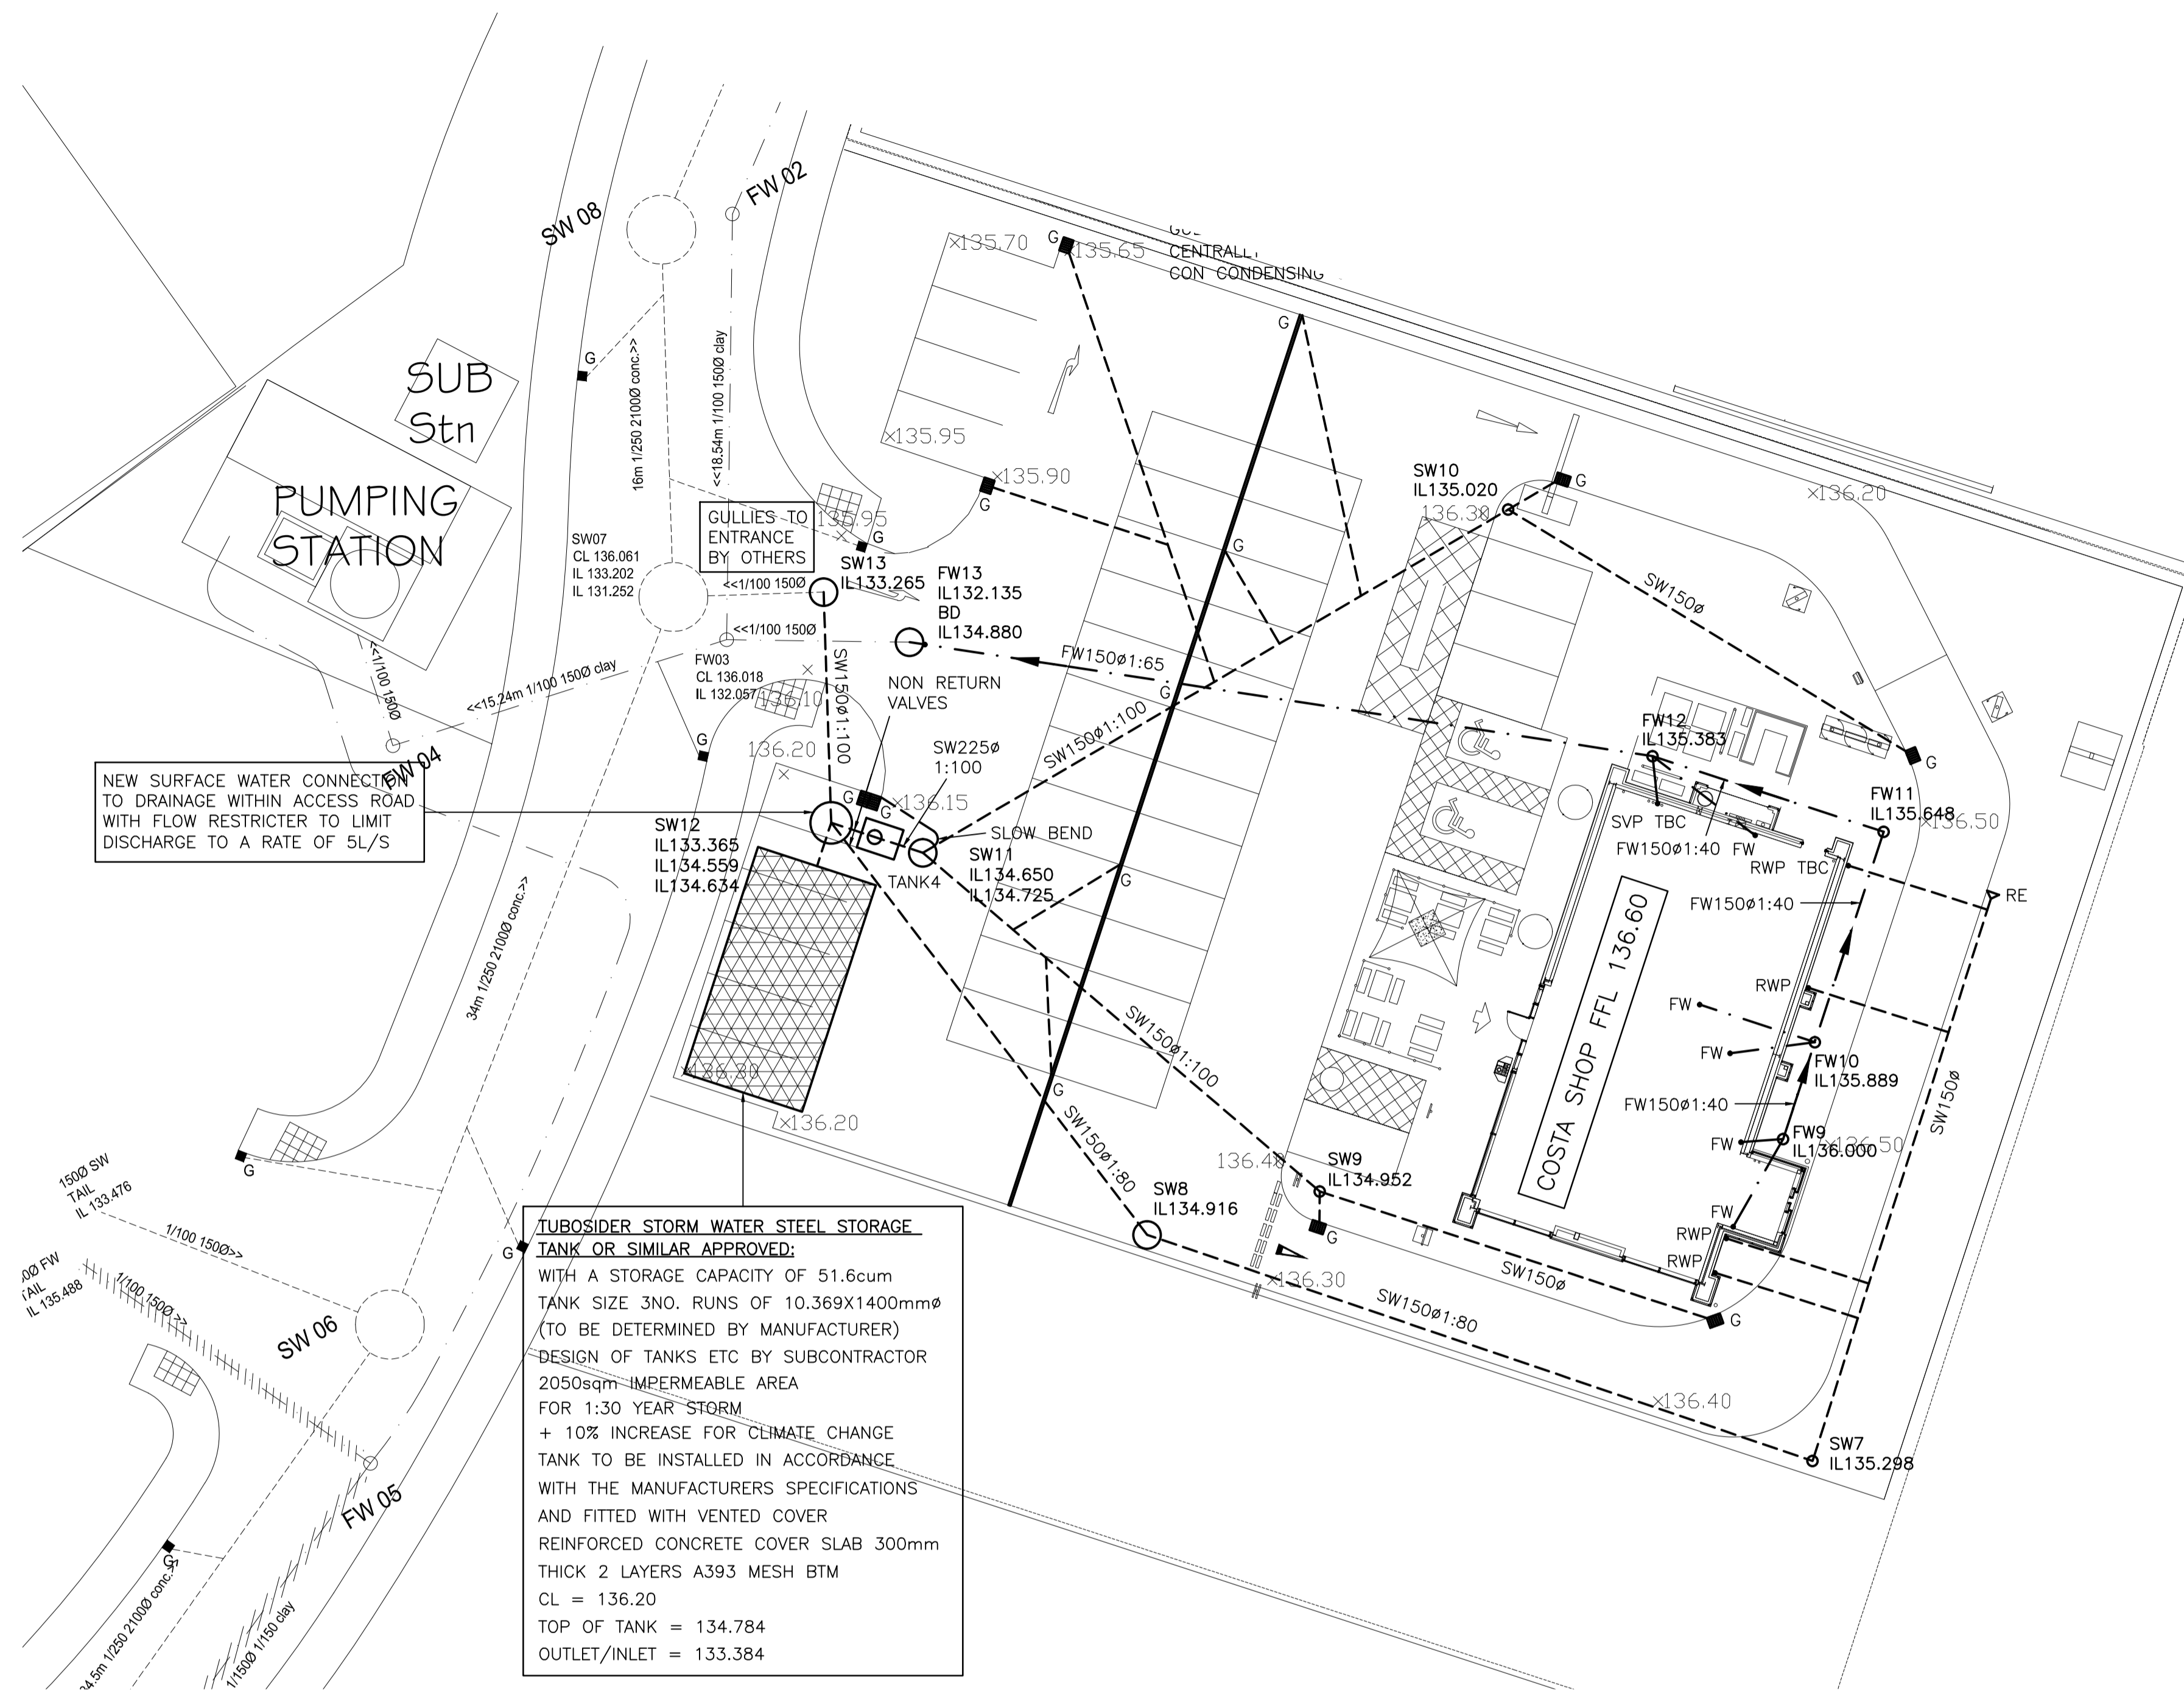 FW 02
SW 08
135.70
G
135.65
CENTRALL
CON CONDENSING
G
SUB
Stn
G
16m 1/250 2100Ø conc.>>
<<18.54m 1/100 150Ø clay
135.95
135.90
G
SW10
IL135.020
136.30
G
136.20
PUMPING
STATION
GULLIES TO
ENTRANCE
BY OTHERS
135.95
G
G
SW07
CL 136.061
IL 133.202
IL 131.252
<<1/100 150Ø
SW13
IL133.265
FW13
IL132.135
BD
IL134.880
<<1/100 150Ø
SW150ø
FW03
CL 136.018
IL 132.057
136.10
SW150ø1:100
FW150ø1:65
G
NON RETURN
VALVES
<<1/100 150Ø
<<15.24m 1/100 150Ø clay
FW 04
G
136.20
SW225ø
1:100
SW150ø1:100
FW12
IL135.383
G
NEW SURFACE WATER CONNECTION
TO DRAINAGE WITHIN ACCESS ROAD
WITH FLOW RESTRICTER TO LIMIT
DISCHARGE TO A RATE OF 5L/S
G
G
136.15
SLOW BEND
SW12
IL133.365
IL134.559
IL134.634
SW11
IL134.650
IL134.725
TANK4
G
FW11
IL135.648
136.50
SVP TBC
FW150ø1:40 FW
RWP TBC
FW150ø1:40
RE
COSTA SHOP FFL 136.60
34m 1/250 2100Ø conc.>>
RWP
FW
FW
FW10
IL135.889
SW150ø1:100
136.30
136.20
G
FW150ø1:40
SW150ø
FW
FW9
IL136.000
136.50
SW150ø1:80
136.40
SW9
IL134.952
SW8
IL134.916
G
FW
RWP
RWP
136.30
SW150ø
G
SW150ø1:80
136.40
SW7
IL135.298
G
150Ø SW
TAIL
IL 133.476
1/100 150Ø>>
G
IL 135.488
1/100 150Ø >>
SW 06
FW 05
G
1/150Ø 1/150 clay
TUBOSIDER STORM WATER STEEL STORAGE
TANK OR SIMILAR APPROVED:
WITH A STORAGE CAPACITY OF 51.6cum
TANK SIZE 3NO. RUNS OF 10.369X1400mmø
(TO BE DETERMINED BY MANUFACTURER)
DESIGN OF TANKS ETC BY SUBCONTRACTOR
2050sqm IMPERMEABLE AREA
FOR 1:30 YEAR STORM
+ 10% INCREASE FOR CLIMATE CHANGE
TANK TO BE INSTALLED IN ACCORDANCE
WITH THE MANUFACTURERS SPECIFICATIONS
AND FITTED WITH VENTED COVER
REINFORCED CONCRETE COVER SLAB 300mm
THICK 2 LAYERS A393 MESH BTM
CL = 136.20
TOP OF TANK = 134.784
OUTLET/INLET = 133.384